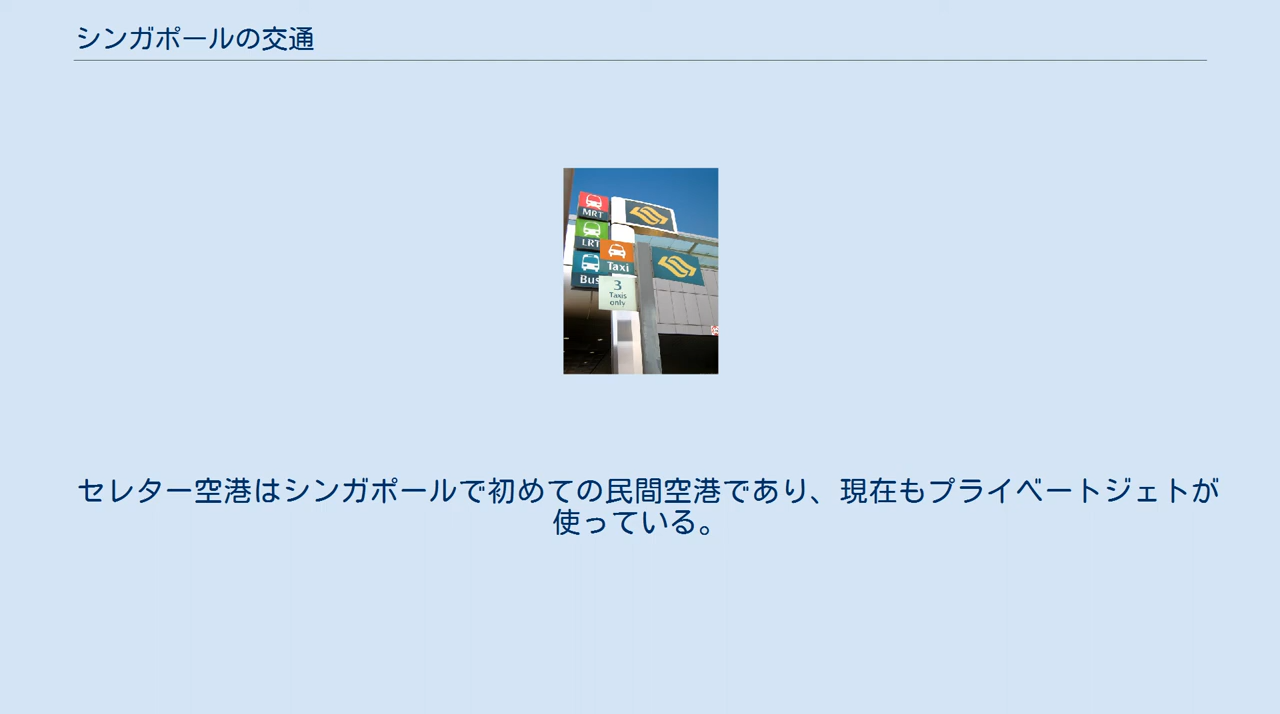 シンガポールの交通
MRT
LRT
Taxi
Bus
3
Taxis
only
セレター空港はシンガポールで初めての民間空港であり、現在もプライベートジェトが
使っている。